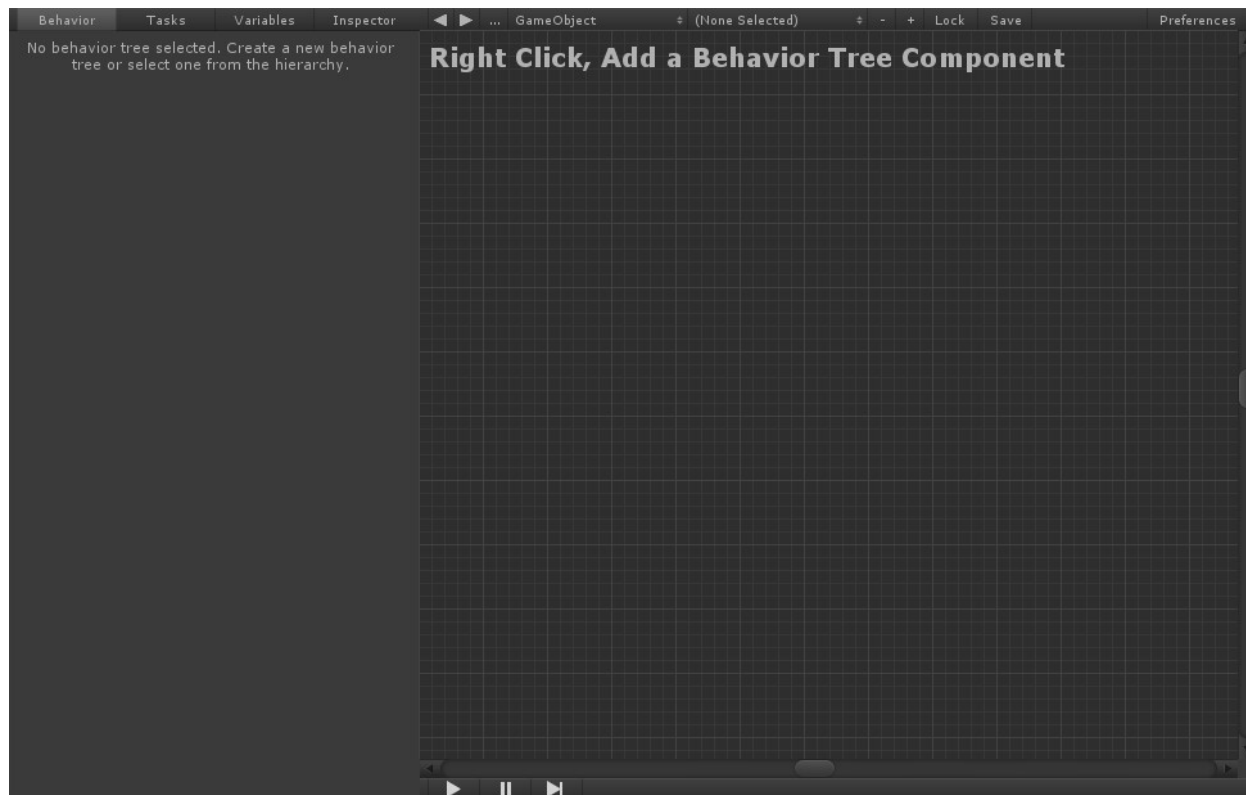 Behavior Tasks Variables Inspector ... GameObject (None Selected) - + Lock Save Preferences
No behavior tree selected. Create a new behavior
tree or select one from the hierarchy.
Right Click, Add a Behavior Tree Component